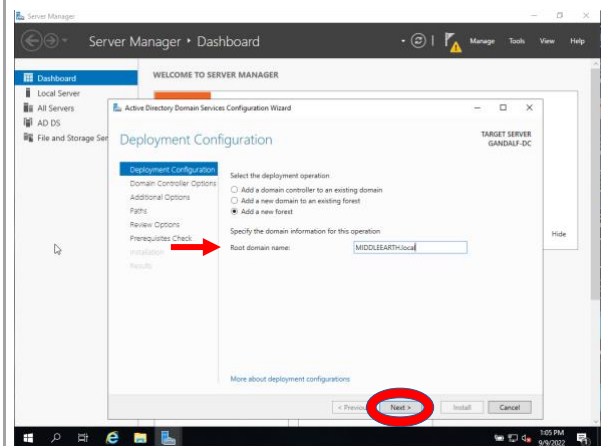 Server Manager
Server Manager • Dashboard
Manage Tools View Help
Dashboard
Local Server
All Servers
AD DS
File and Storage Ser
WELCOME TO SERVER MANAGER
Active Directory Domain Services Configuration Wizard
Deployment Configuration
TARGET SERVER
GANDALF-DC
Deployment Configuration
Domain Controller Options
Additional Options
Paths
Review Options
Prerequisites Check
Installation
Results
Select the deployment operation
Add a domain controller to an existing domain
Add a new domain to an existing forest
Add a new forest
Specify the domain information for this operation
Root domain name:
MIDDLEEARTH.local
More about deployment configurations
Hide
< Previous
Next >
Install
Cancel
1:05 PM
9/9/2022